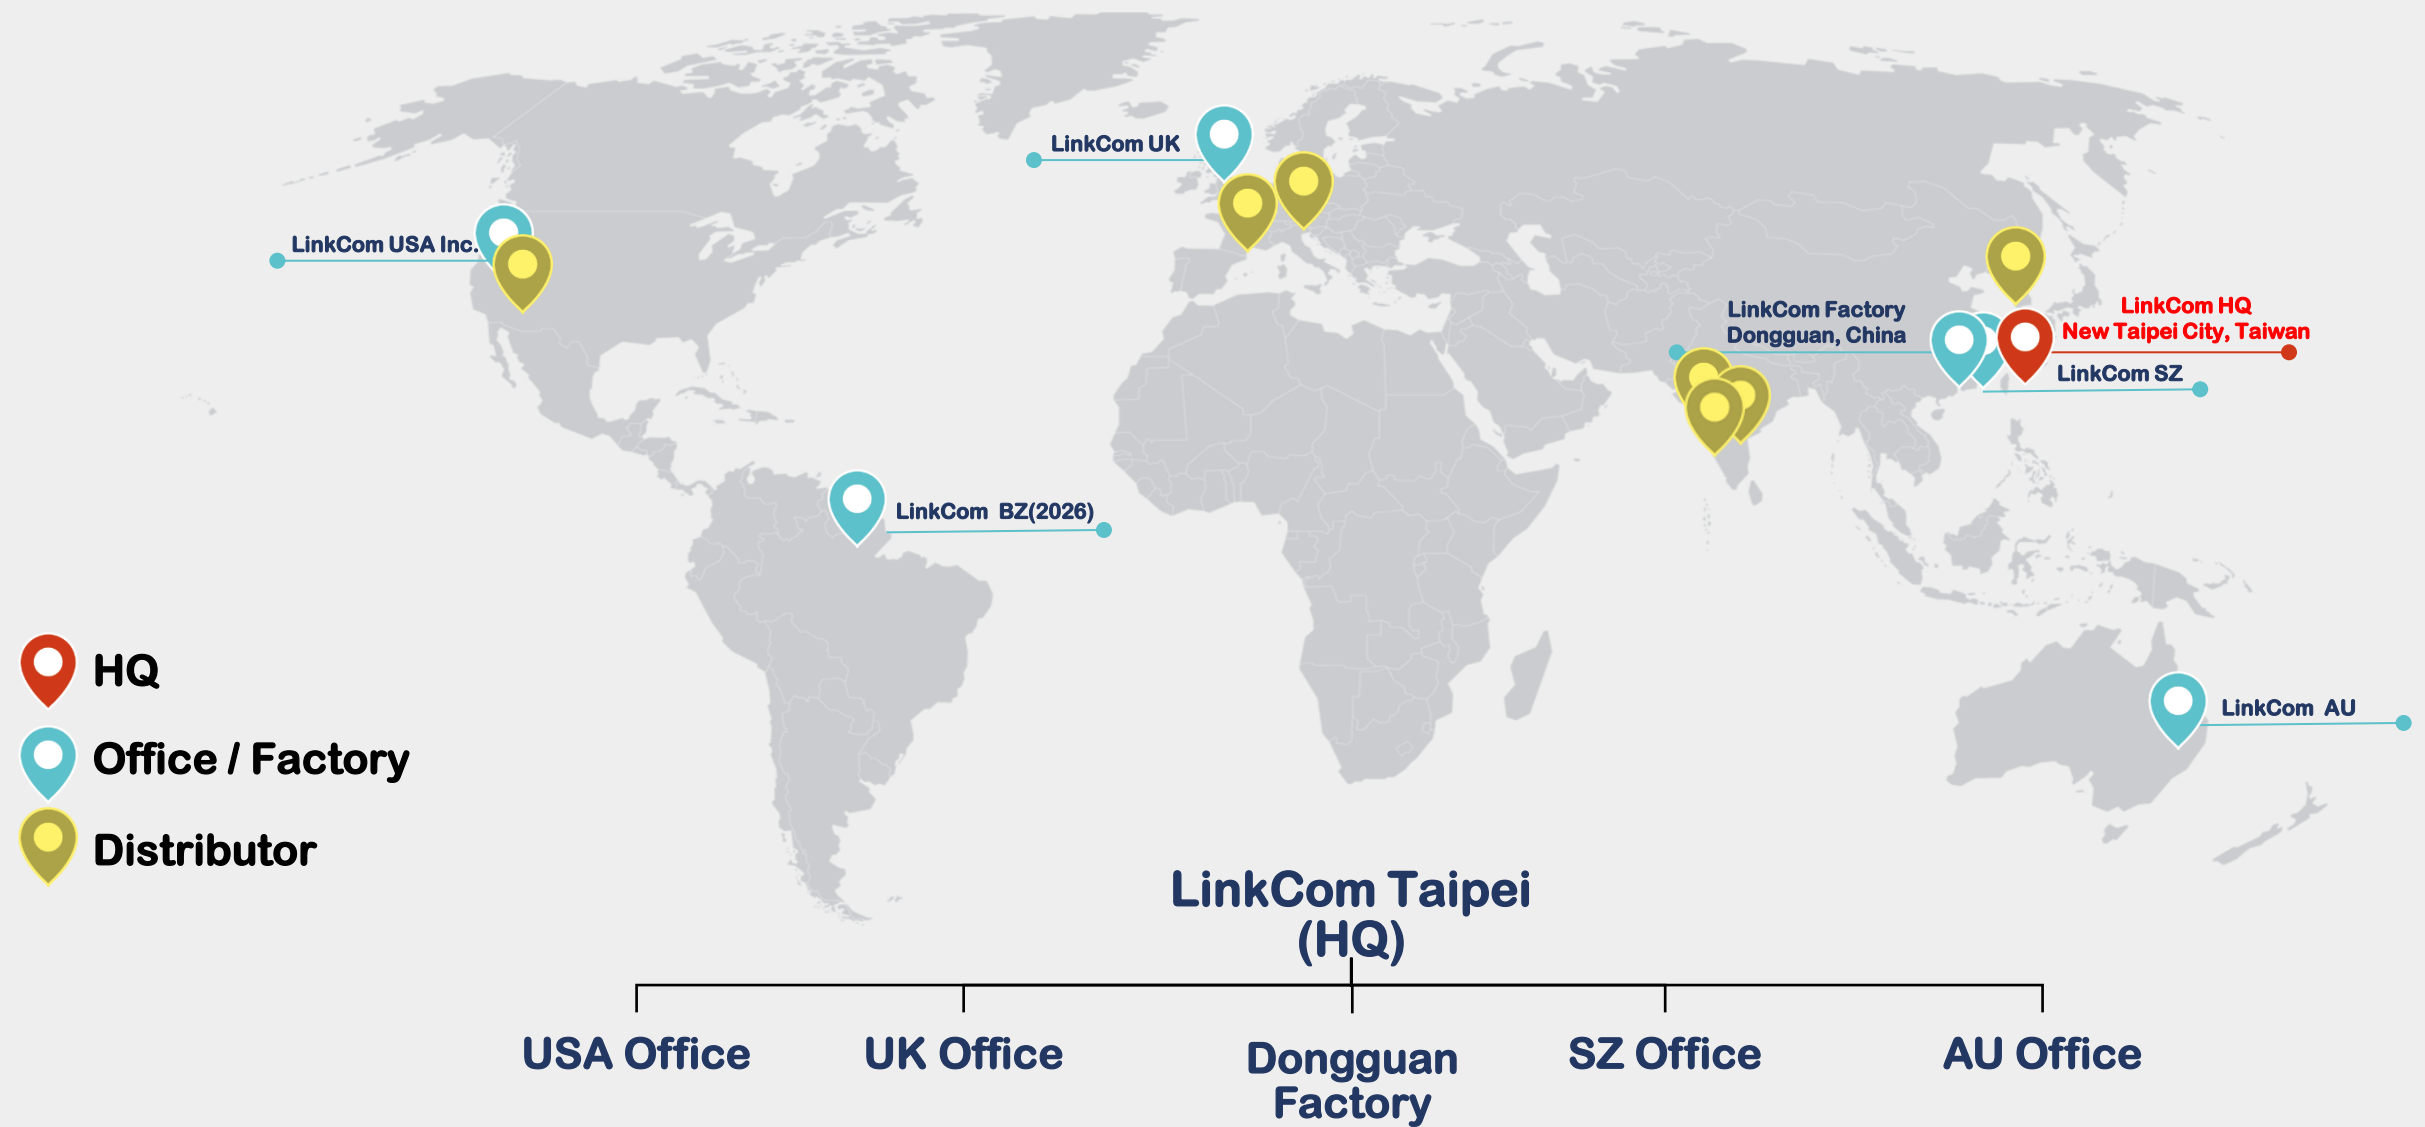 LinkCom UK
LinkCom USA Inc.
LinkCom Factory
Dongguan, China
LinkCom HQ
New Taipei City, Taiwan
LinkCom SZ
LinkCom BZ(2026)
LinkCom AU
HQ
Office / Factory
Distributor
LinkCom Taipei
(HQ)
USA Office
UK Office
Dongguan
Factory
SZ Office
AU Office